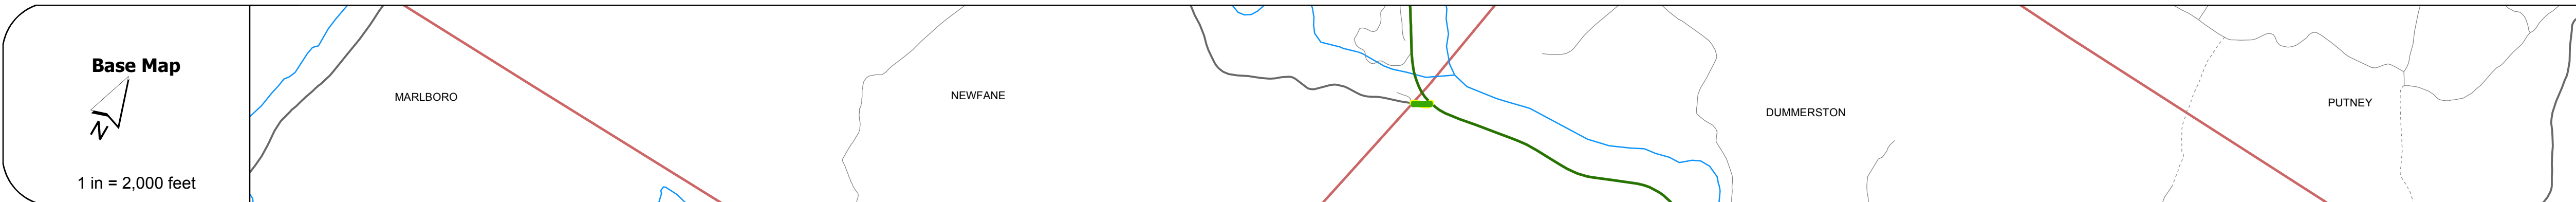 Base Map
N
1 in = 2,000 feet
MARLBORO
NEWFANE
DUMMERSTON
PUTNEY